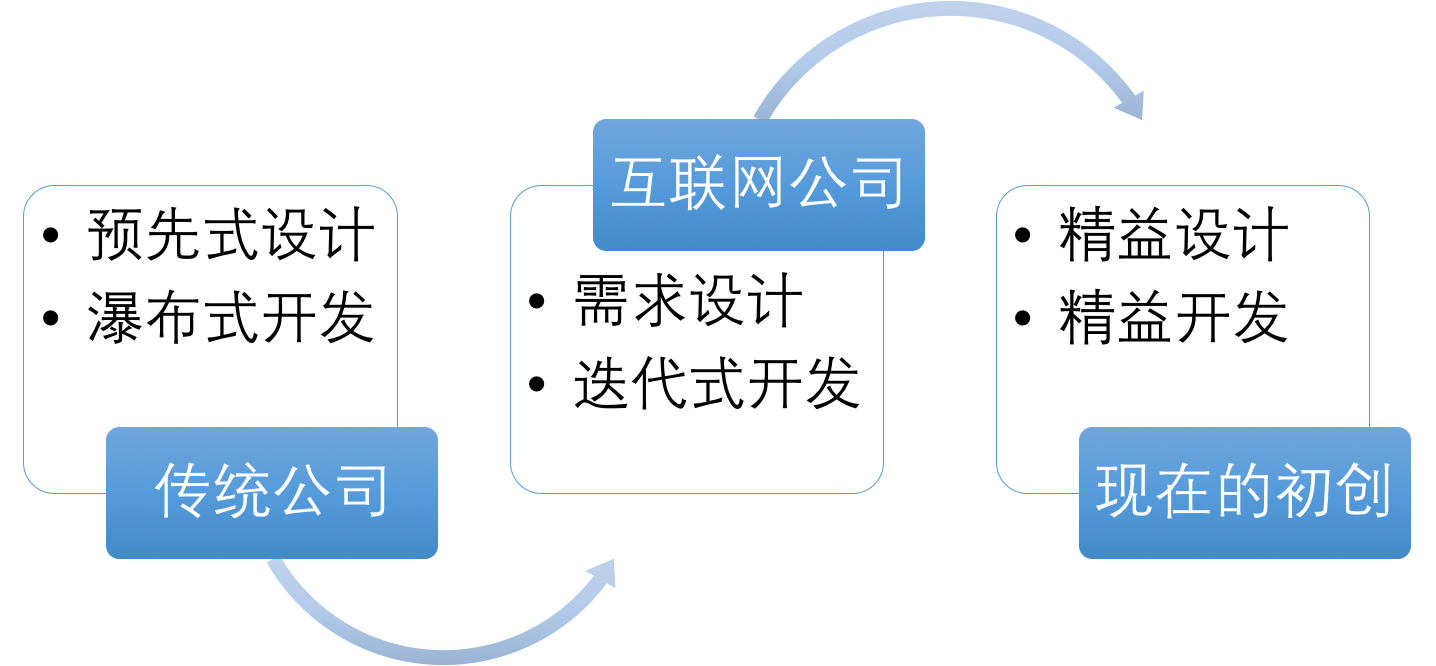 • 预先式设计
• 瀑布式开发
传统公司
互联网公司
• 需求设计
• 迭代式开发
• 精益设计
• 精益开发
现在的初创